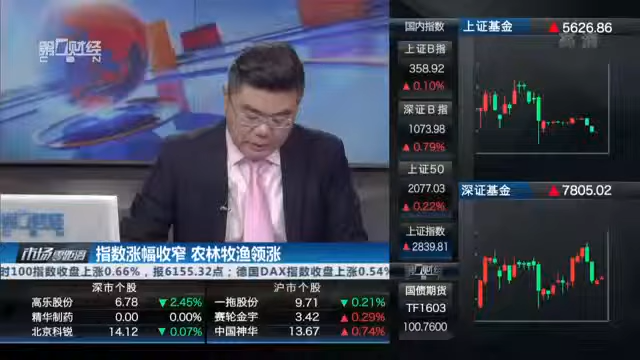 第一财经
国内指数
上证B指
358.92
▲0.10%
深证B指
1073.98
▲0.79%
上证50
2077.03
▲0.22%
上证指数
▲2839.81
第一财经
国债期货
TF1603
100.7600
上证基金 ▲5626.86
深证基金 ▲7805.02
市场零距离
指数涨幅收窄 农林牧渔领涨
时100指数收盘上涨0.66%，报6155.32点；德国DAX指数收盘上涨0.54%
深市个股 沪市个股
高乐股份 6.78 ▼2.45% 一拖股份 9.71 ▼0.21%
精华制药 0.00 0.00% 赛轮金宇 3.42 ▲0.29%
北京科锐 14.12 ▼0.07% 中国神华 13.67 ▲0.74%